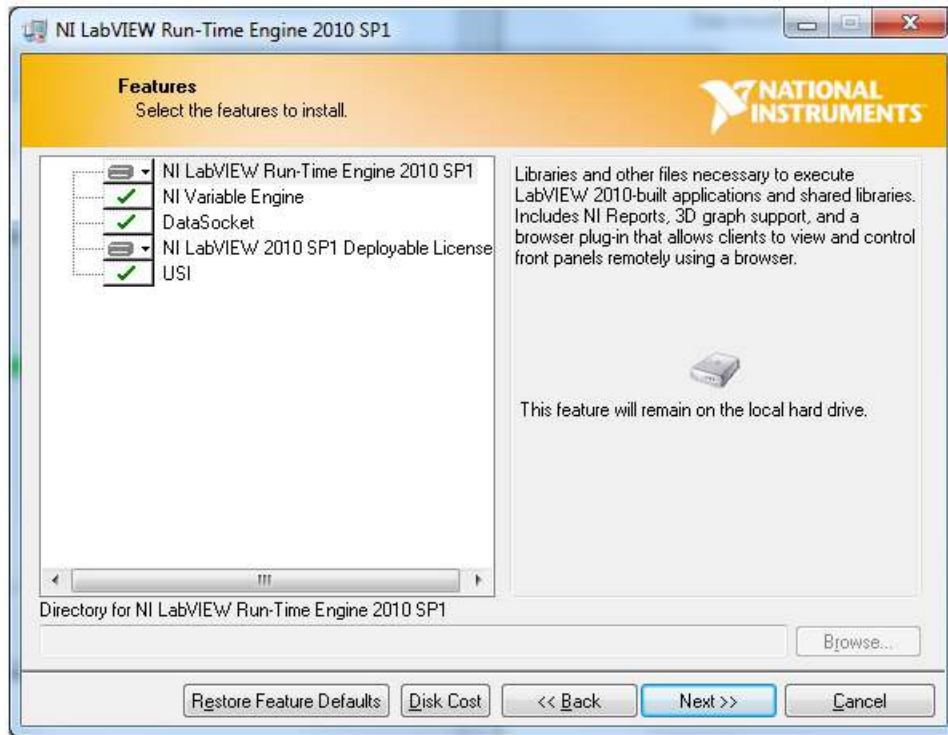 NI LabVIEW Run-Time Engine 2010 SP1
Features
Select the features to install.
NATIONAL
INSTRUMENTS
NI LabVIEW Run-Time Engine 2010 SP1
NI Variable Engine
DataSocket
NI LabVIEW 2010 SP1 Deployable License
USI
Libraries and other files necessary to execute
LabVIEW 2010-built applications and shared libraries.
Includes NI Reports, 3D graph support, and a
browser plug-in that allows clients to view and control
front panels remotely using a browser.
This feature will remain on the local hard drive.
Directory for NI LabVIEW Run-Time Engine 2010 SP1
Browse...
Restore Feature Defaults
Disk Cost
<< Back
Next >>
Cancel